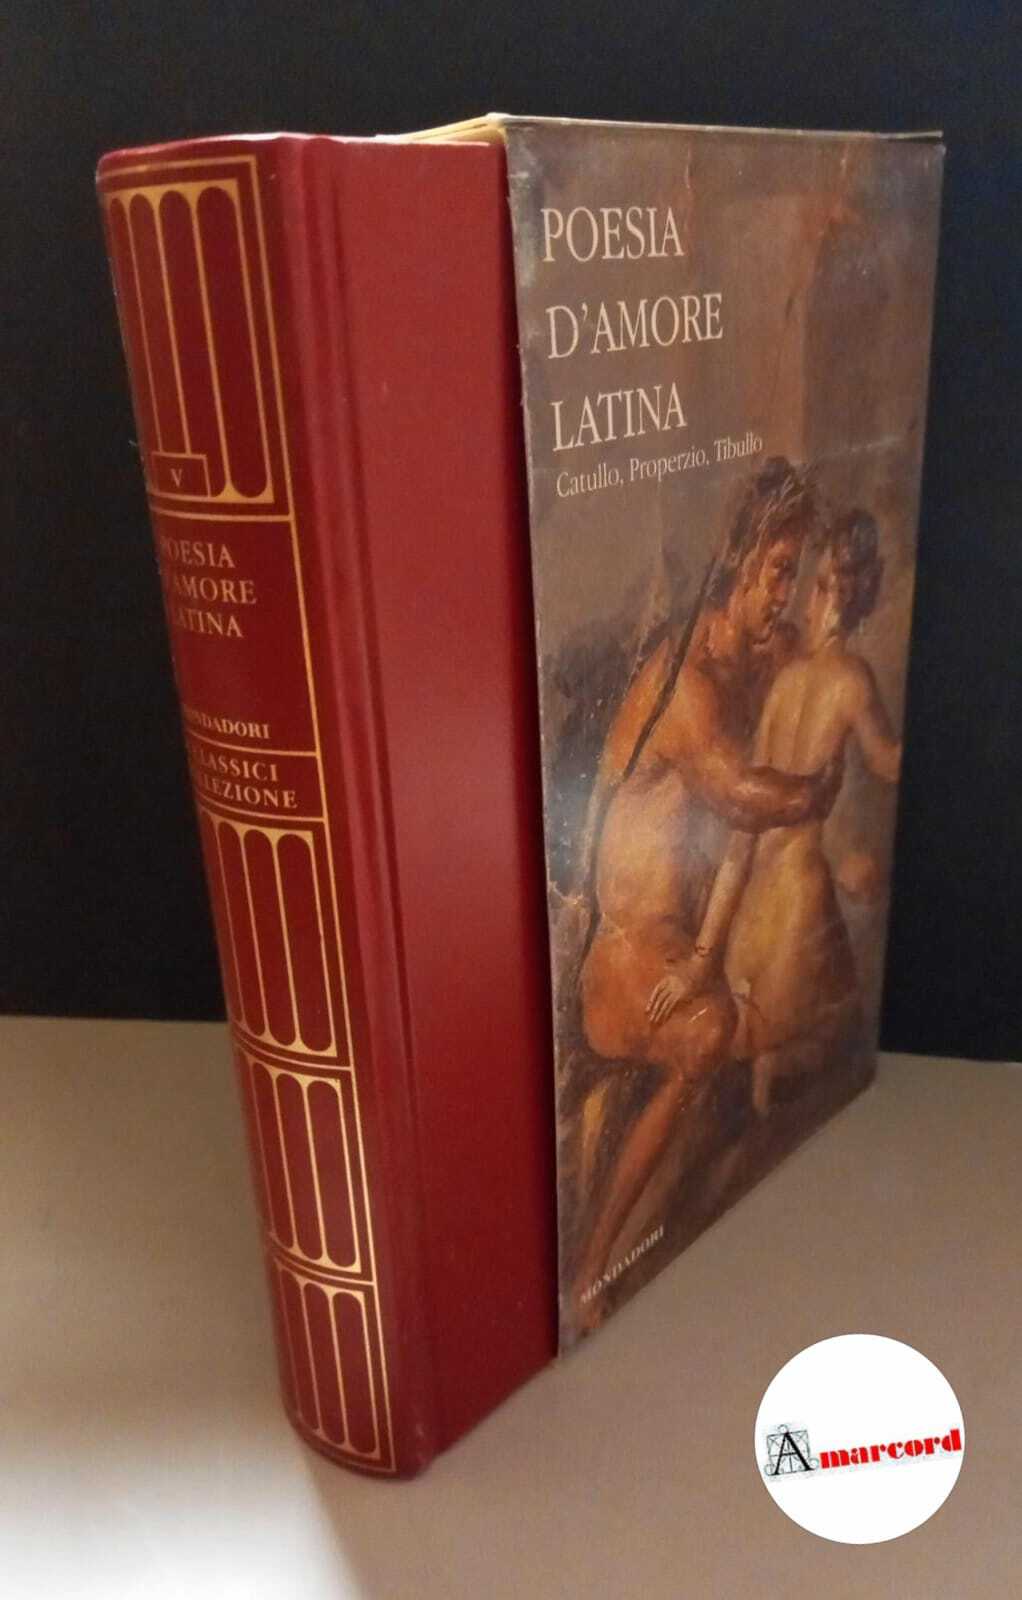 V
POESIA
D'AMORE
LATINA
MONDADORI
CLASSICI
COLLEZIONE
POESIA
D'AMORE
LATINA
Catullo, Properzio, Tibullo
MONDADORI
Amarcord